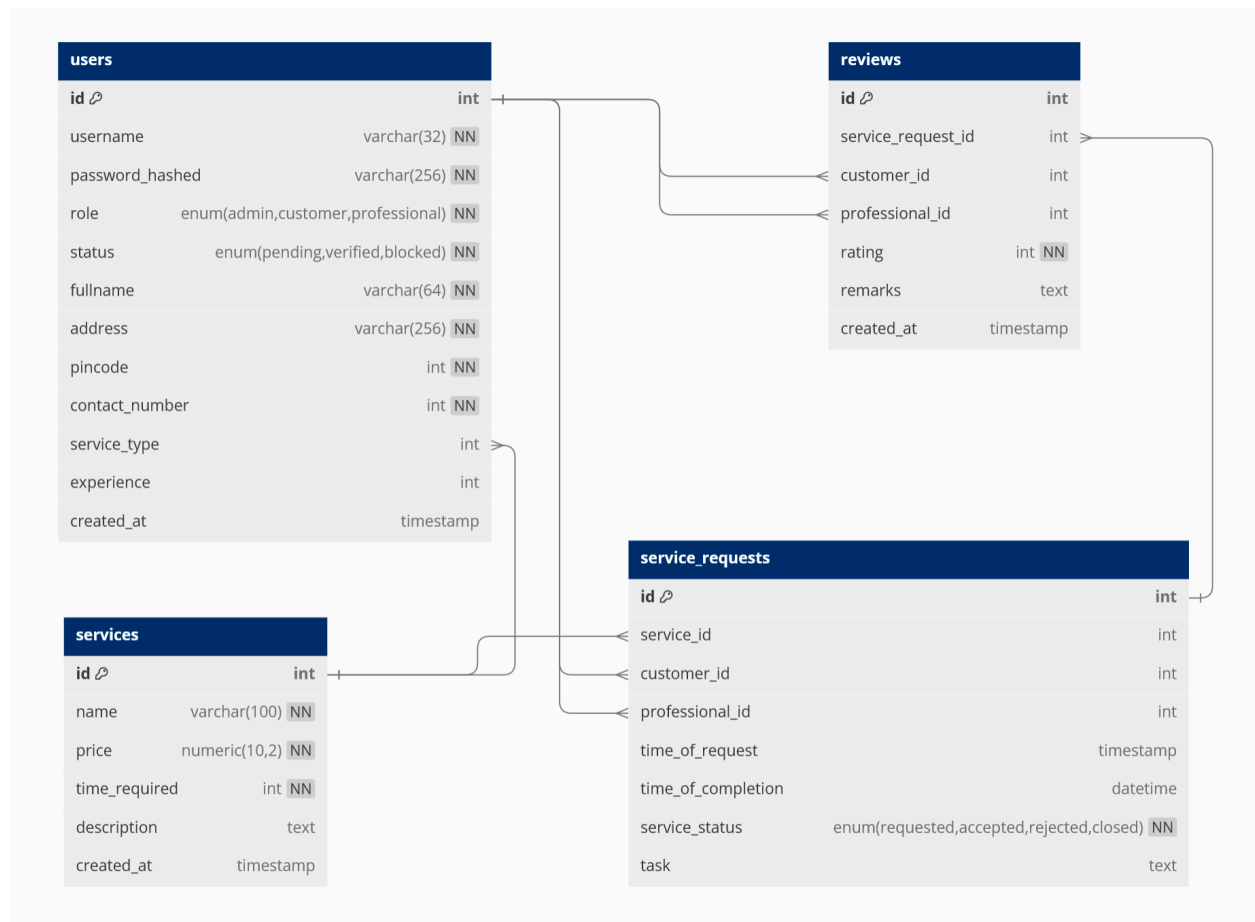 users
id int
username varchar(32) NN
password_hashed varchar(256) NN
role enum(admin,customer,professional) NN
status enum(pending,verified,blocked) NN
fullname varchar(64) NN
address varchar(256) NN
pincode int NN
contact_number int NN
service_type int
experience int
created_at timestamp
reviews
id int
service_request_id int
customer_id int
professional_id int
rating int NN
remarks text
created_at timestamp
services
id int
name varchar(100) NN
price numeric(10,2) NN
time_required int NN
description text
created_at timestamp
service_requests
id int
service_id int
customer_id int
professional_id int
time_of_request timestamp
time_of_completion datetime
service_status enum(requested,accepted,rejected,closed) NN
task text